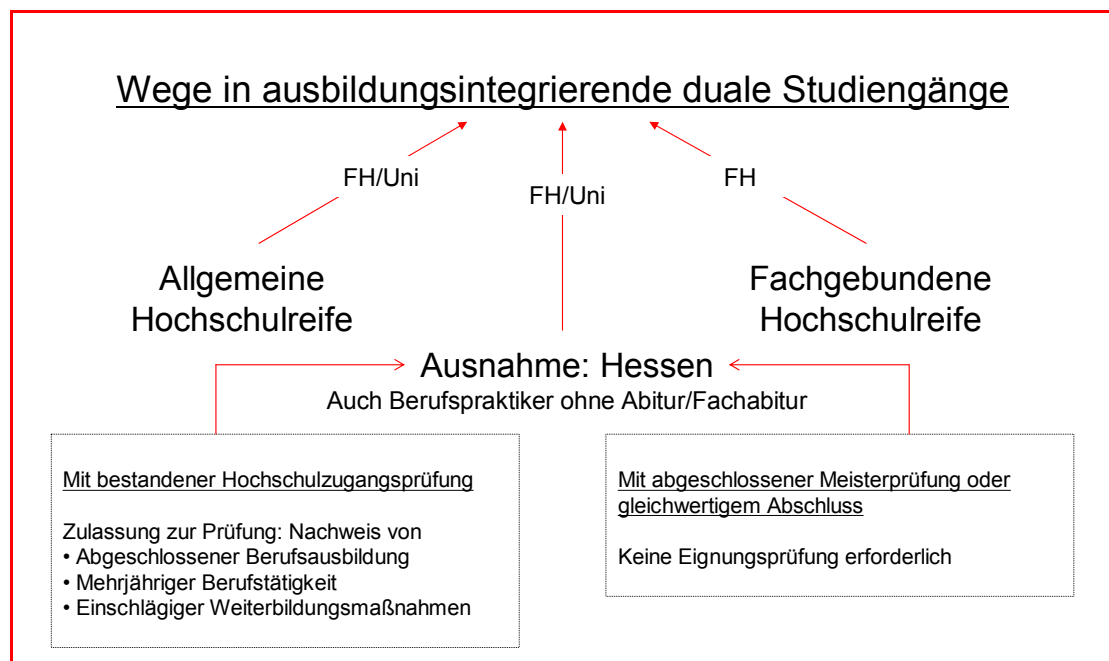 Wege in ausbildungsintegrierende duale Studiengänge
FH/Uni
FH/Uni
FH
Allgemeine
Hochschulreife
Fachgebundene
Hochschulreife
Ausnahme: Hessen
Auch Berufspraktiker ohne Abitur/Fachabitur
Mit bestandener Hochschulzugangsprüfung
Zulassung zur Prüfung: Nachweis von
• Abgeschlossener Berufsausbildung
• Mehrjähriger Berufstätigkeit
• Einschlägiger Weiterbildungsmaßnahmen
Mit abgeschlossener Meisterprüfung oder
gleichwertigem Abschluss
Keine Eignungsprüfung erforderlich